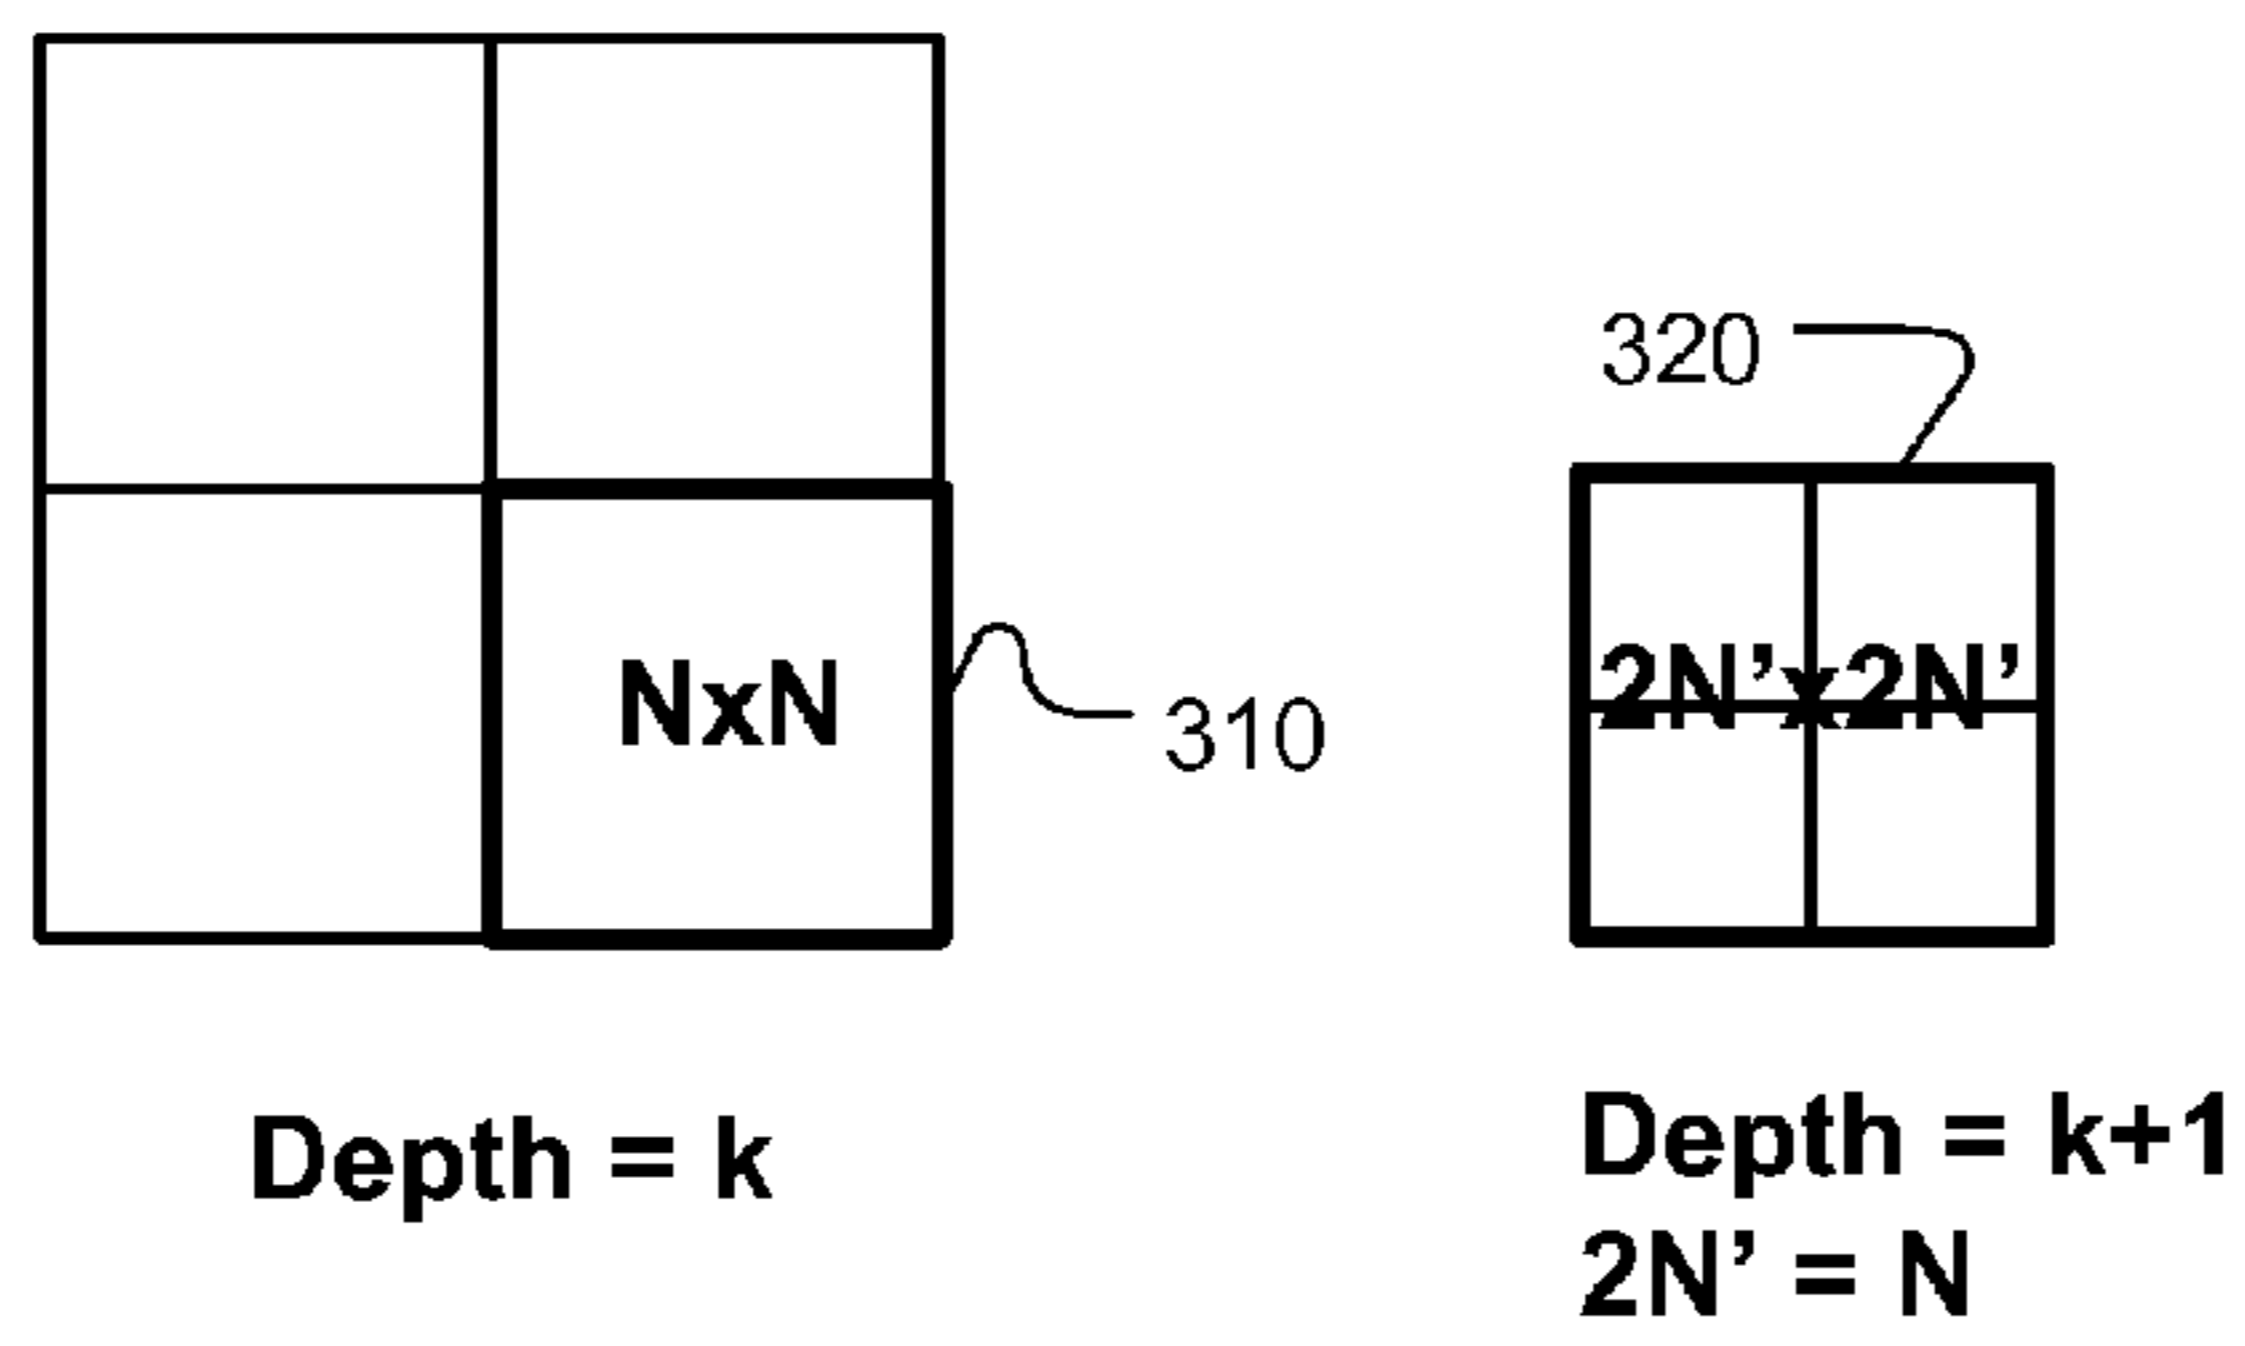 320
2N’x2N’
NxN
310
Depth = k
Depth = k+1
2N’ = N